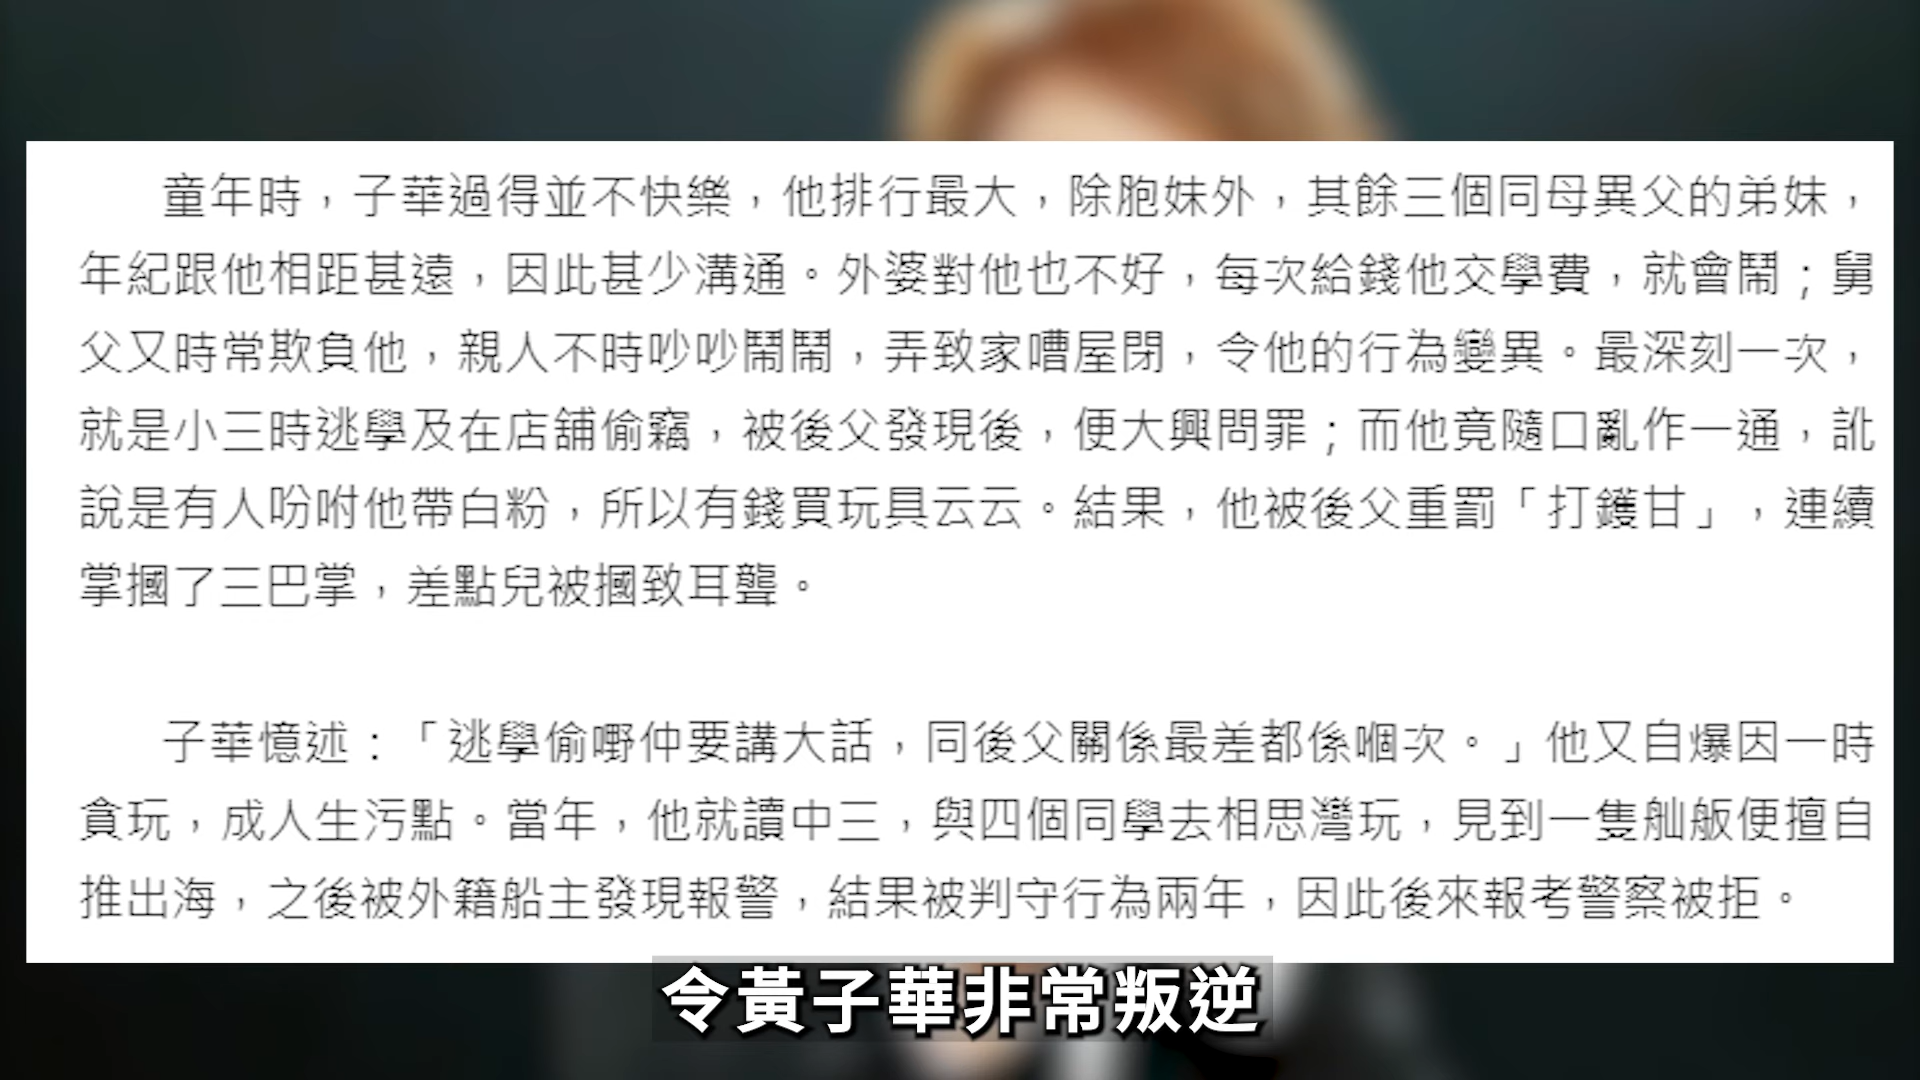 童年時，子華過得並不快樂，他排行最大，除胞妹外，其餘三個同母異父的弟妹，
年紀跟他相距甚遠，因此甚少溝通。外婆對他也不好，每次給錢他交學費，就會鬧；舅
父又時常欺負他，親人不時吵吵鬧鬧，弄致家嘈屋閉，令他的行為變異。最深刻一次，
就是小三時逃學及在店舖偷竊，被後父發現後，便大興問罪；而他竟隨口亂作一通，訛
說是有人吩咐他帶白粉，所以有錢買玩具云云。結果，他被後父重罰「打鑊甘」，連續
掌摑了三巴掌，差點兒被摑致耳聾。
子華憶述：「逃學偷嘢仲要講大話，同後父關係最差都係嗰次。」他又自爆因一時
貪玩，成人生污點。當年，他就讀中三，與四個同學去相思灣玩，見到一隻舢舨便擅自
推出海，之後被外籍船主發現報警，結果被判守行為兩年，因此後來報考警察被拒。
令黃子華非常叛逆